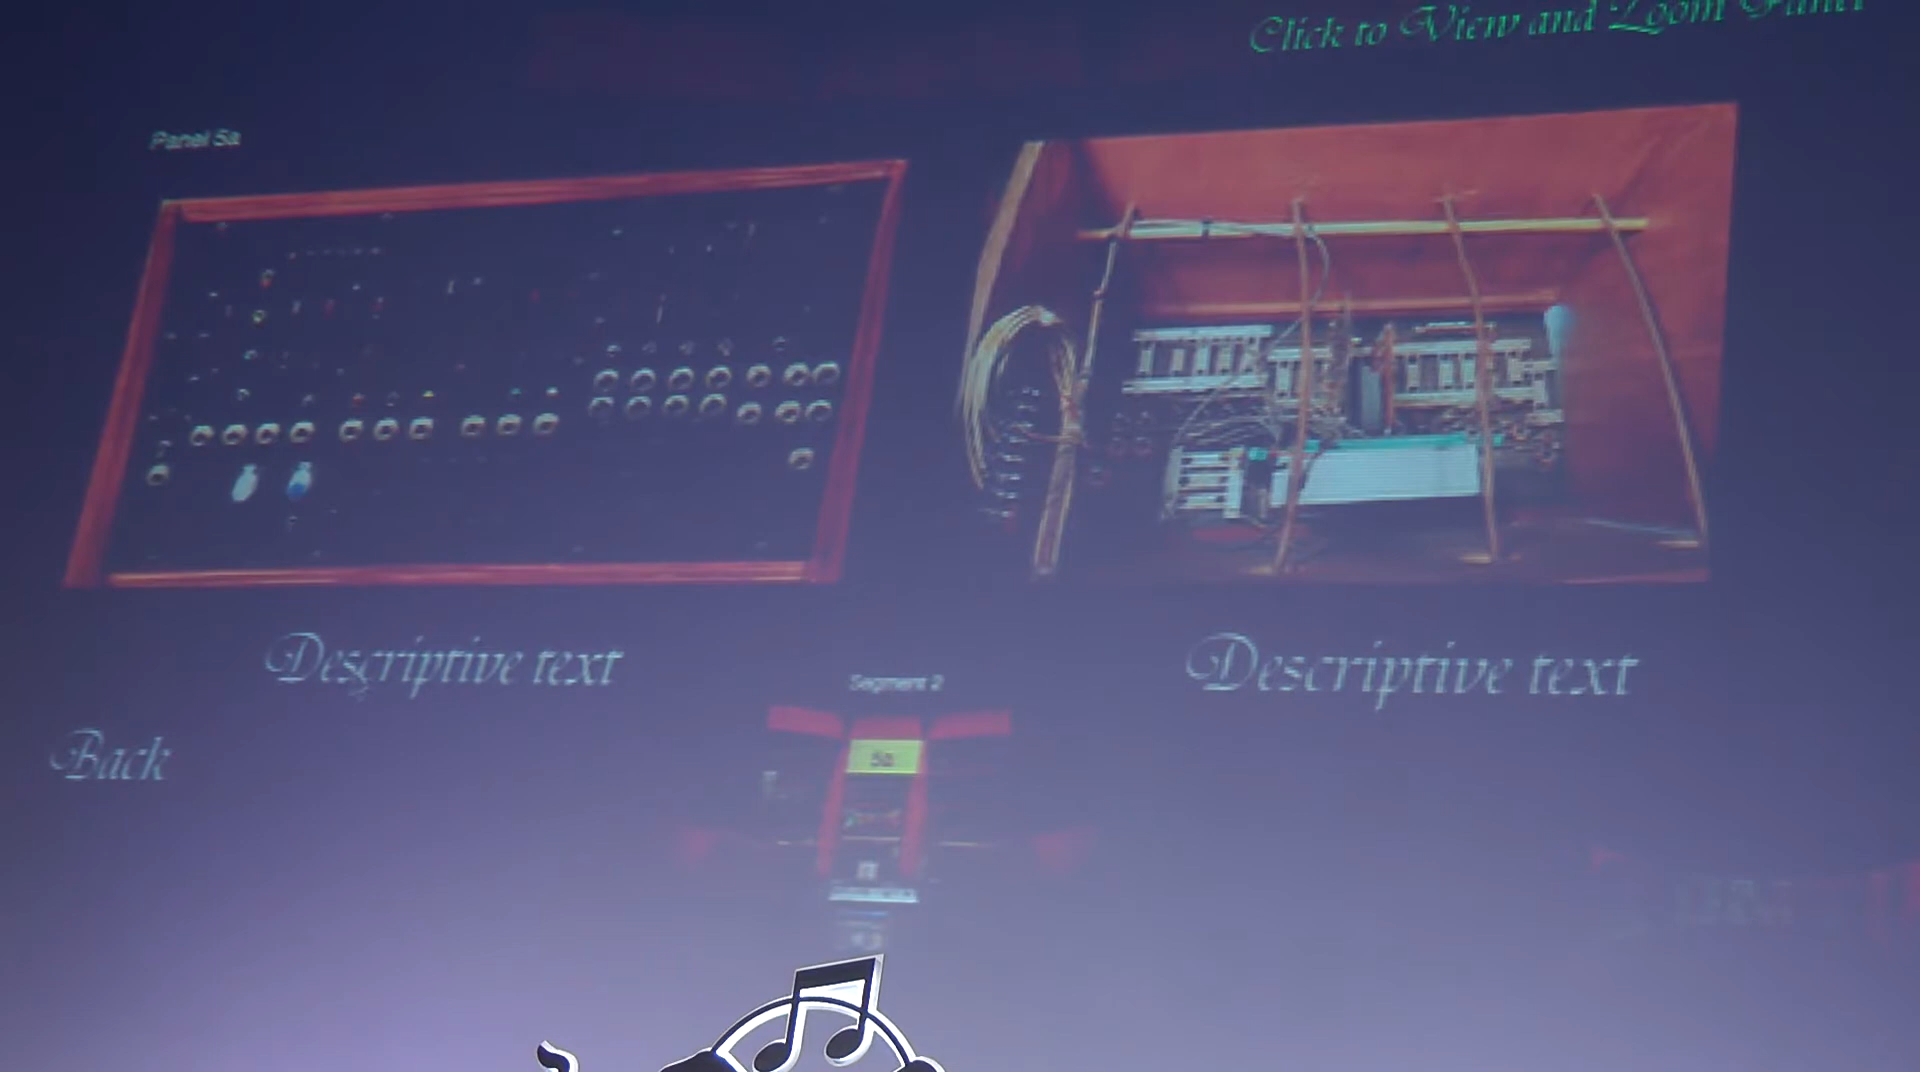 Click to View and Zoom Panel
Panel 5a
Descriptive text
Descriptive text
Segment 2
5a
Back